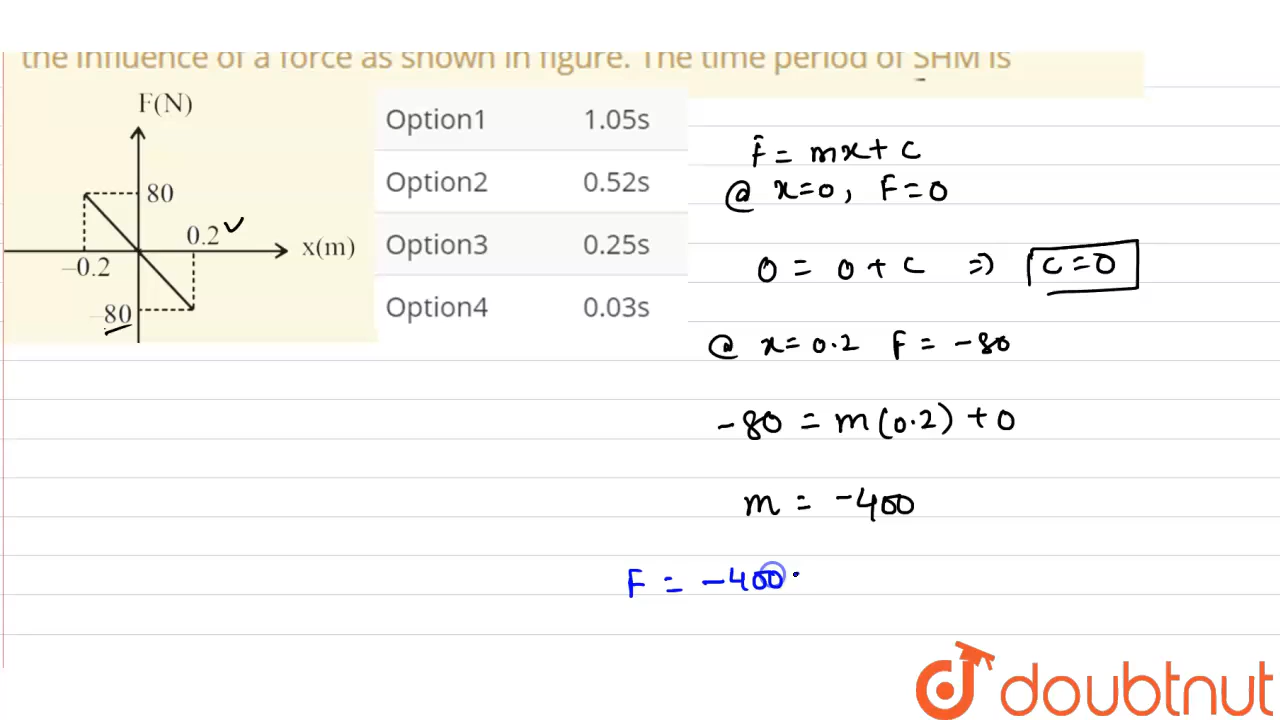 the influence of a force as shown in figure. The time period of SHM is
F(N)
80
0.2
x(m)
–0.2
–80
Option1 1.05s
Option2 0.52s
Option3 0.25s
Option4 0.03s
F = mx + c
@ x=0, F=0
0 = 0 + c ⇒ c=0
@ x=0.2 F = -80
-80 = m(0.2) + 0
m = -400
F = -400
doubtnut